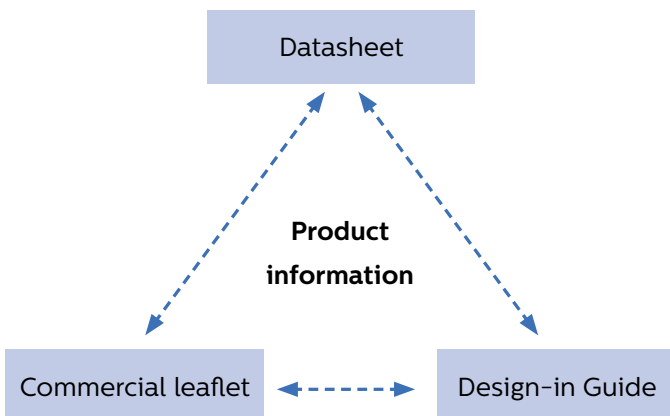 Datasheet
Product
information
Commercial leaflet
Design-in Guide